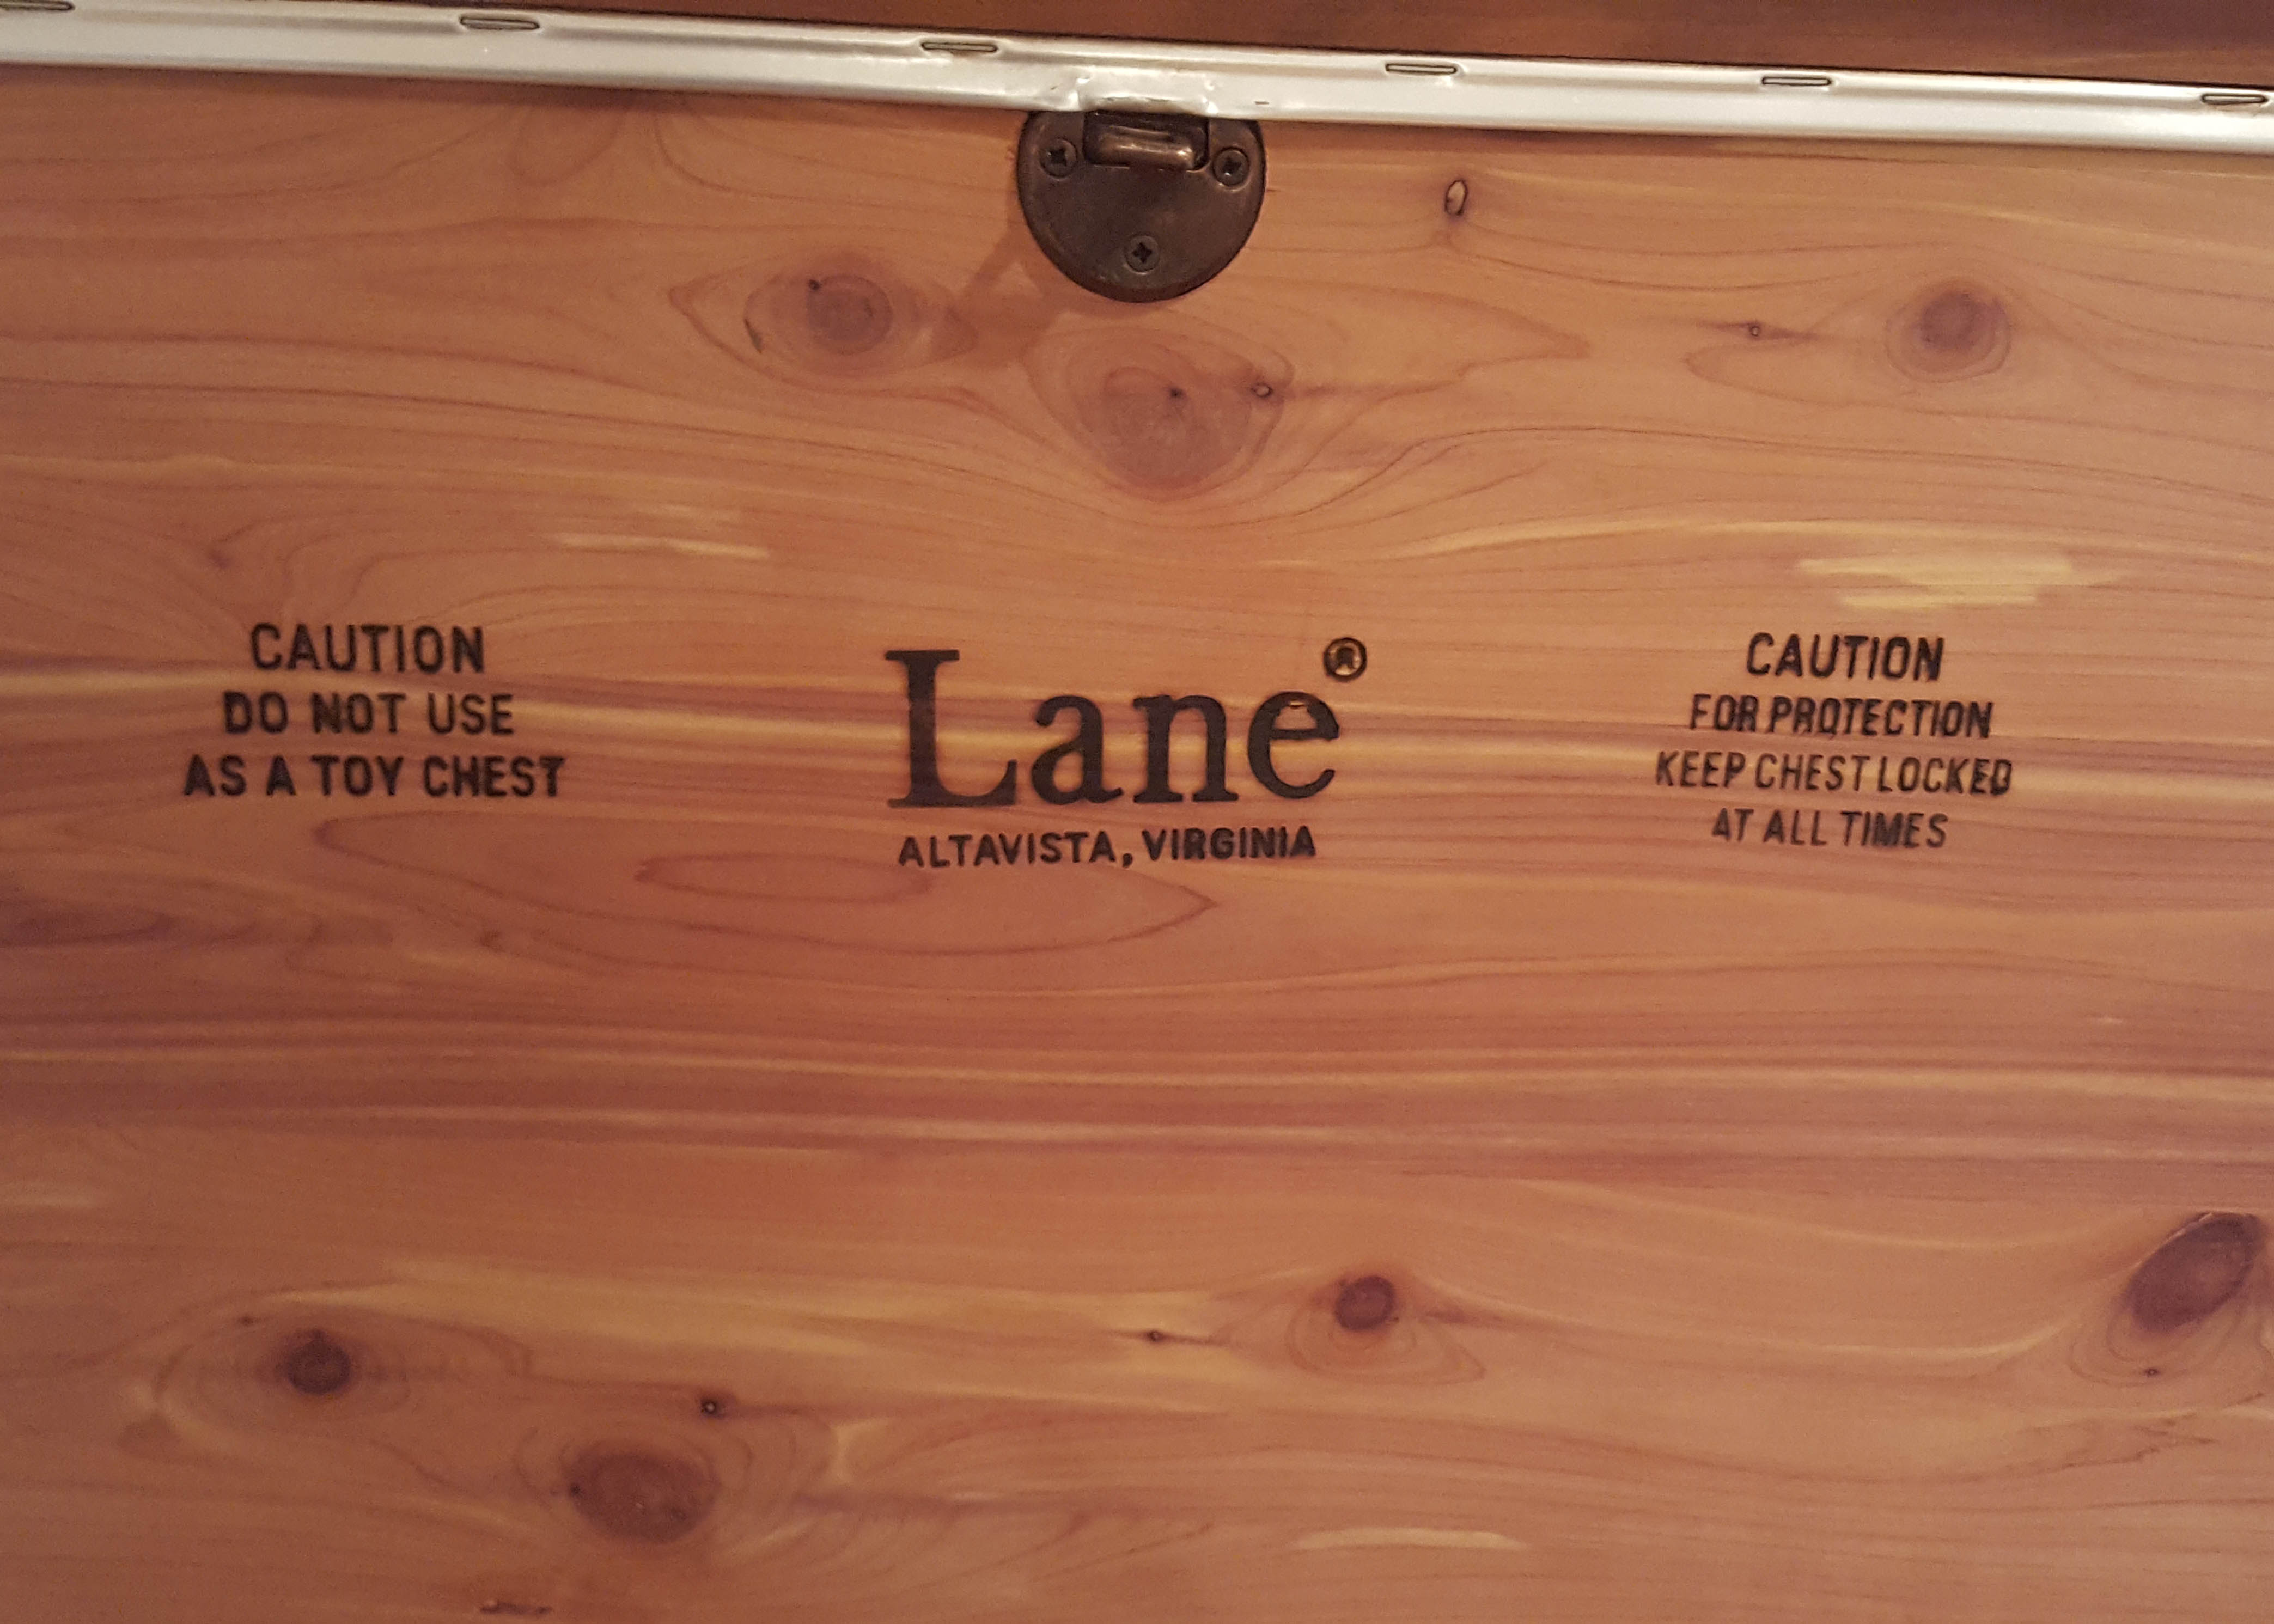 CAUTION
DO NOT USE
AS A TOY CHEST
Lane®
ALTAVISTA, VIRGINIA
CAUTION
FOR PROTECTION
KEEP CHEST LOCKED
AT ALL TIMES